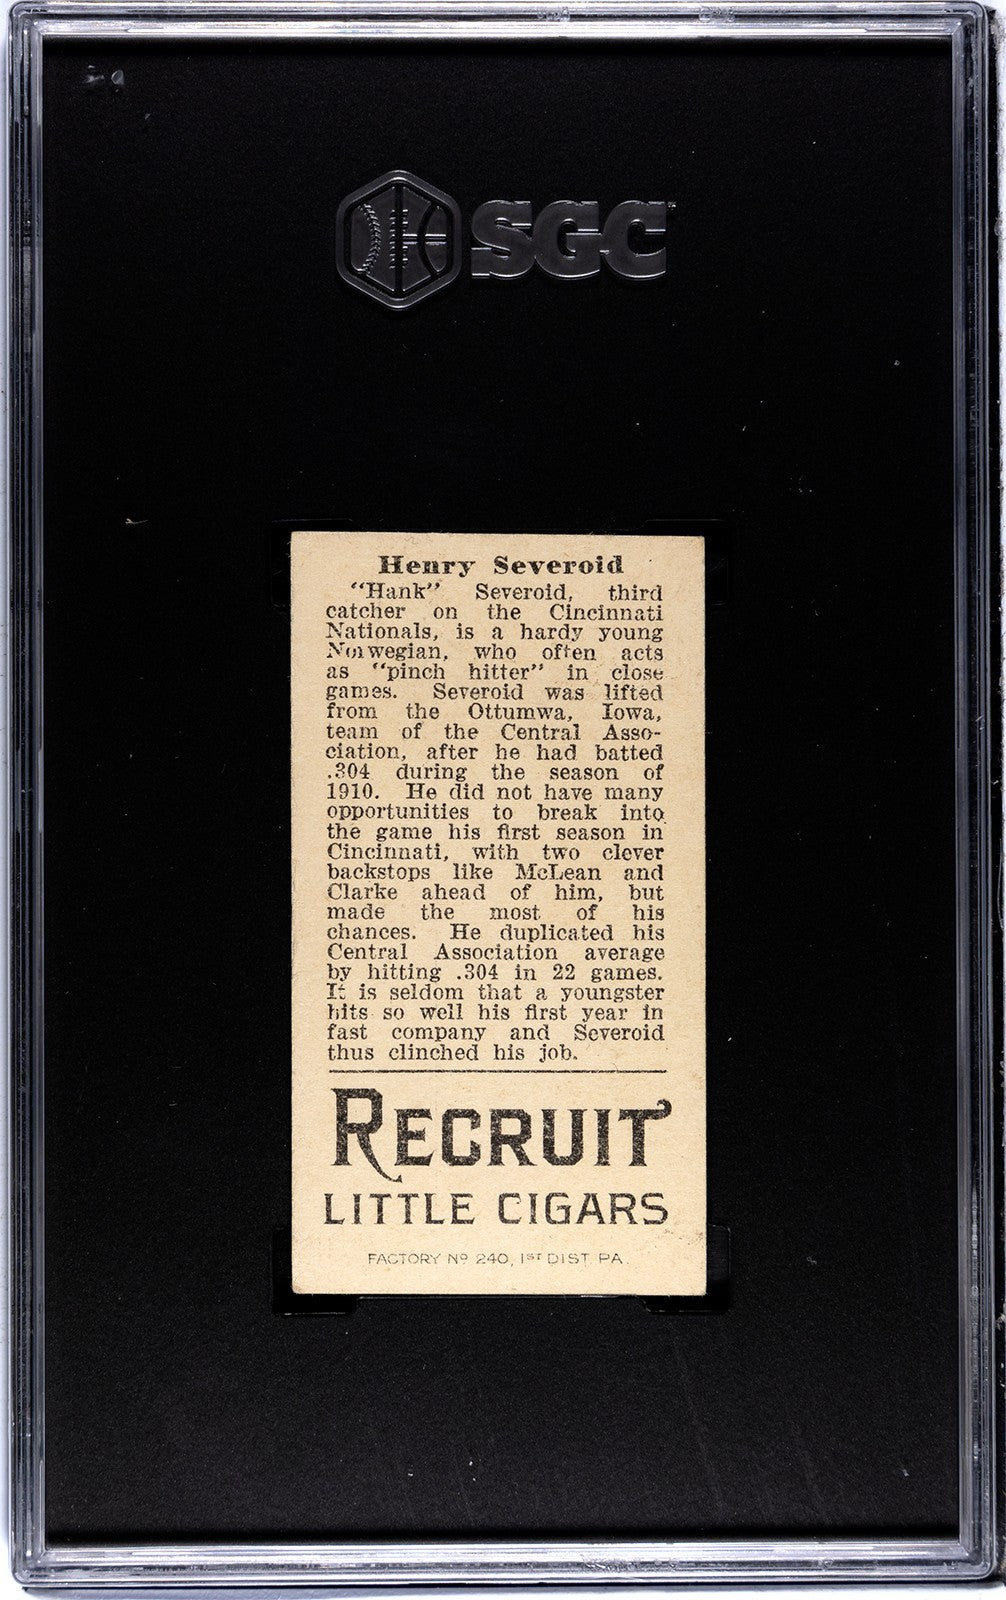 SGC
Henry Severoid
"Hank" Severoid, third
catcher on the Cincinnati
Nationals, is a hardy young
Norwegian, who often acts
as "pinch hitter" in close
games. Severoid was lifted
from the Ottumwa, Iowa,
team of the Central Asso-
ciation, after he had batted
.304 during the season of
1910. He did not have many
opportunities to break into
the game his first season in
Cincinnati, with two clever
backstops like McLean and
Clarke ahead of him, but
made the most of his
chances. He duplicated his
Central Association average
by hitting .304 in 22 games.
It is seldom that a youngster
hits so well his first year in
fast company and Severoid
thus clinched his job.
RECRUIT
LITTLE CIGARS
FACTORY Nº 240, 1ST DIST. PA.